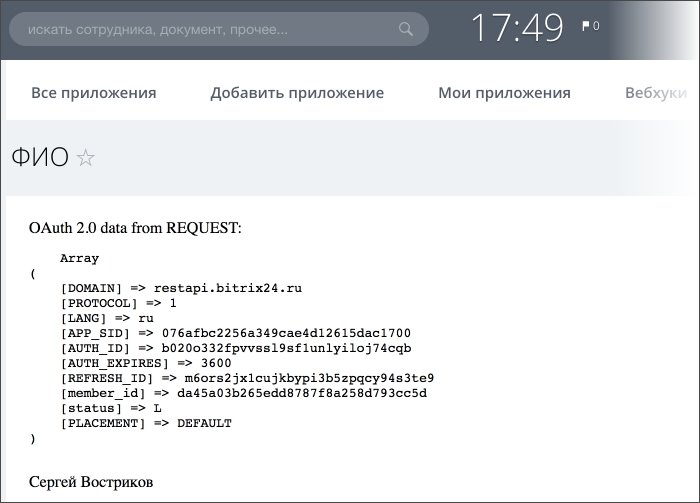 искать сотрудника, документ, прочее...
17:49
0
Все приложения
Добавить приложение
Мои приложения
Вебхуки
ФИО
OAuth 2.0 data from REQUEST:
Array
(
[DOMAIN] => restapi.bitrix24.ru
[PROTOCOL] => 1
[LANG] => ru
[APP_SID] => 076afbc2256a349cae4d12615dac1700
[AUTH_ID] => b020o332fpvvssl9sf1unlyiloj74cqb
[AUTH_EXPIRES] => 3600
[REFRESH_ID] => m6ors2jx1cujkbypi3b5zpqcy94s3te9
[member_id] => da45a03b265edd8787f8a258d793cc5d
[status] => L
[PLACEMENT] => DEFAULT
)
Сергей Востриков